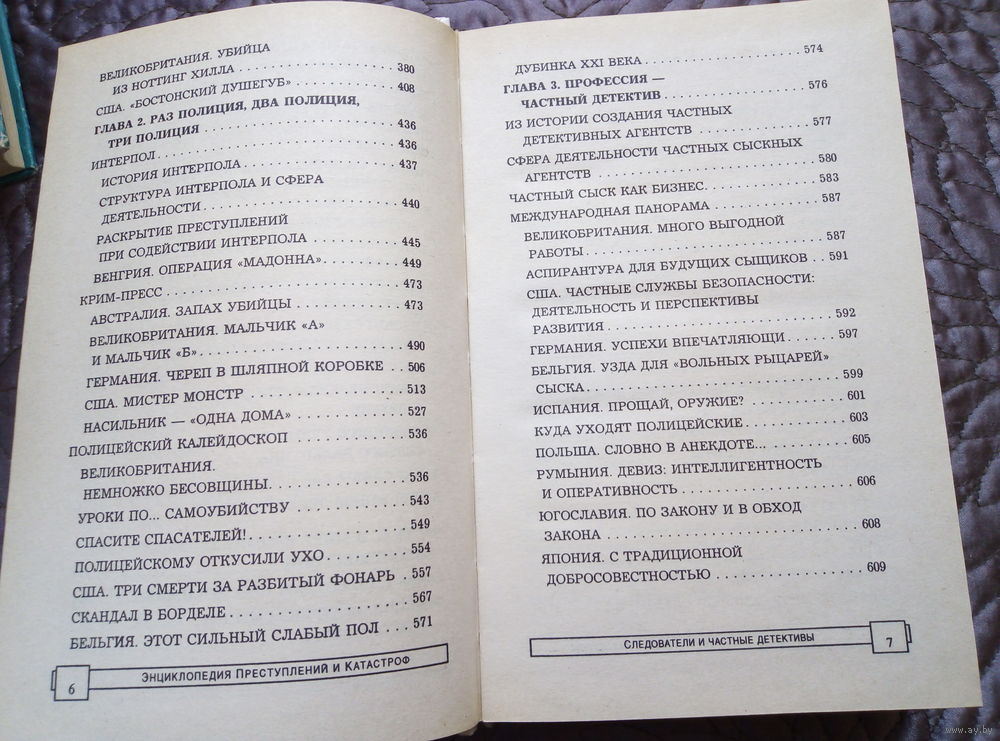 ВЕЛИКОБРИТАНИЯ. УБИЙЦА
ИЗ НОТТИНГ ХИЛЛА . . . . . . . . . . . . . . . . 380
США. «БОСТОНСКИЙ ДУШЕГУБ» . . . . . . . . . . 408
ГЛАВА 2. РАЗ ПОЛИЦИЯ, ДВА ПОЛИЦИЯ,
ТРИ ПОЛИЦИЯ . . . . . . . . . . . . . . . . . . . 436
ИНТЕРПОЛ . . . . . . . . . . . . . . . . . . . . . . . 436
ИСТОРИЯ ИНТЕРПОЛА . . . . . . . . . . . . . . . 437
СТРУКТУРА ИНТЕРПОЛА И СФЕРА
ДЕЯТЕЛЬНОСТИ . . . . . . . . . . . . . . . . . . . 440
РАСКРЫТИЕ ПРЕСТУПЛЕНИЙ
ПРИ СОДЕЙСТВИИ ИНТЕРПОЛА . . . . . . . . . 445
ВЕНГРИЯ. ОПЕРАЦИЯ «МАДОННА» . . . . . . . . 449
КРИМ-ПРЕСС . . . . . . . . . . . . . . . . . . . . . . 473
АВСТРАЛИЯ. ЗАПАХ УБИЙЦЫ . . . . . . . . . . . 473
ВЕЛИКОБРИТАНИЯ. МАЛЬЧИК «А»
И МАЛЬЧИК «Б» . . . . . . . . . . . . . . . . . . . 490
ГЕРМАНИЯ. ЧЕРЕП В ШЛЯПНОЙ КОРОБКЕ . . 506
США. МИСТЕР МОНСТР . . . . . . . . . . . . . . . 513
НАСИЛЬНИК — «ОДНА ДОМА» . . . . . . . . . . . 527
ПОЛИЦЕЙСКИЙ КАЛЕЙДОСКОП . . . . . . . . . . . 536
ВЕЛИКОБРИТАНИЯ.
НЕМНОЖКО БЕСОВЩИНЫ . . . . . . . . . . . . . . 536
УРОКИ ПО... САМОУБИЙСТВУ . . . . . . . . . . . 543
СПАСИТЕ СПАСАТЕЛЕЙ! . . . . . . . . . . . . . . . 549
ПОЛИЦЕЙСКОМУ ОТКУСИЛИ УХО . . . . . . . . . 554
США. ТРИ СМЕРТИ ЗА РАЗБИТЫЙ ФОНАРЬ . 557
СКАНДАЛ В БОРДЕЛЕ . . . . . . . . . . . . . . . . 567
БЕЛЬГИЯ. ЭТОТ СИЛЬНЫЙ СЛАБЫЙ ПОЛ . . . 571
6 ЭНЦИКЛОПЕДИЯ ПРЕСТУПЛЕНИЙ И КАТАСТРОФ
ДУБИНКА XXI ВЕКА . . . . . . . . . . . . . . . . . 574
ГЛАВА 3. ПРОФЕССИЯ —
ЧАСТНЫЙ ДЕТЕКТИВ . . . . . . . . . . . . . . . . 576
ИЗ ИСТОРИИ СОЗДАНИЯ ЧАСТНЫХ
ДЕТЕКТИВНЫХ АГЕНТСТВ . . . . . . . . . . . . . 577
СФЕРА ДЕЯТЕЛЬНОСТИ ЧАСТНЫХ СЫСКНЫХ
АГЕНТСТВ . . . . . . . . . . . . . . . . . . . . . . . 580
ЧАСТНЫЙ СЫСК КАК БИЗНЕС . . . . . . . . . . . . 583
МЕЖДУНАРОДНАЯ ПАНОРАМА . . . . . . . . . . . . 587
ВЕЛИКОБРИТАНИЯ. МНОГО ВЫГОДНОЙ
РАБОТЫ . . . . . . . . . . . . . . . . . . . . . . . . 587
АСПИРАНТУРА ДЛЯ БУДУЩИХ СЫЩИКОВ . . 591
США. ЧАСТНЫЕ СЛУЖБЫ БЕЗОПАСНОСТИ:
ДЕЯТЕЛЬНОСТЬ И ПЕРСПЕКТИВЫ
РАЗВИТИЯ . . . . . . . . . . . . . . . . . . . . . . . 592
ГЕРМАНИЯ. УСПЕХИ ВПЕЧАТЛЯЮЩИ . . . . . . 597
БЕЛЬГИЯ. УЗДА ДЛЯ «ВОЛЬНЫХ РЫЦАРЕЙ»
СЫСКА . . . . . . . . . . . . . . . . . . . . . . . . . 599
ИСПАНИЯ. ПРОЩАЙ, ОРУЖИЕ? . . . . . . . . . . 601
КУДА УХОДЯТ ПОЛИЦЕЙСКИЕ . . . . . . . . . . . 603
ПОЛЬША. СЛОВНО В АНЕКДОТЕ... . . . . . . . . . 605
РУМЫНИЯ. ДЕВИЗ: ИНТЕЛЛИГЕНТНОСТЬ
И ОПЕРАТИВНОСТЬ . . . . . . . . . . . . . . . . . 606
ЮГОСЛАВИЯ. ПО ЗАКОНУ И В ОБХОД
ЗАКОНА . . . . . . . . . . . . . . . . . . . . . . . . 608
ЯПОНИЯ. С ТРАДИЦИОННОЙ
ДОБРОСОВЕСТНОСТЬЮ . . . . . . . . . . . . . . . 609
СЛЕДОВАТЕЛИ И ЧАСТНЫЕ ДЕТЕКТИВЫ 7
www.ay.by